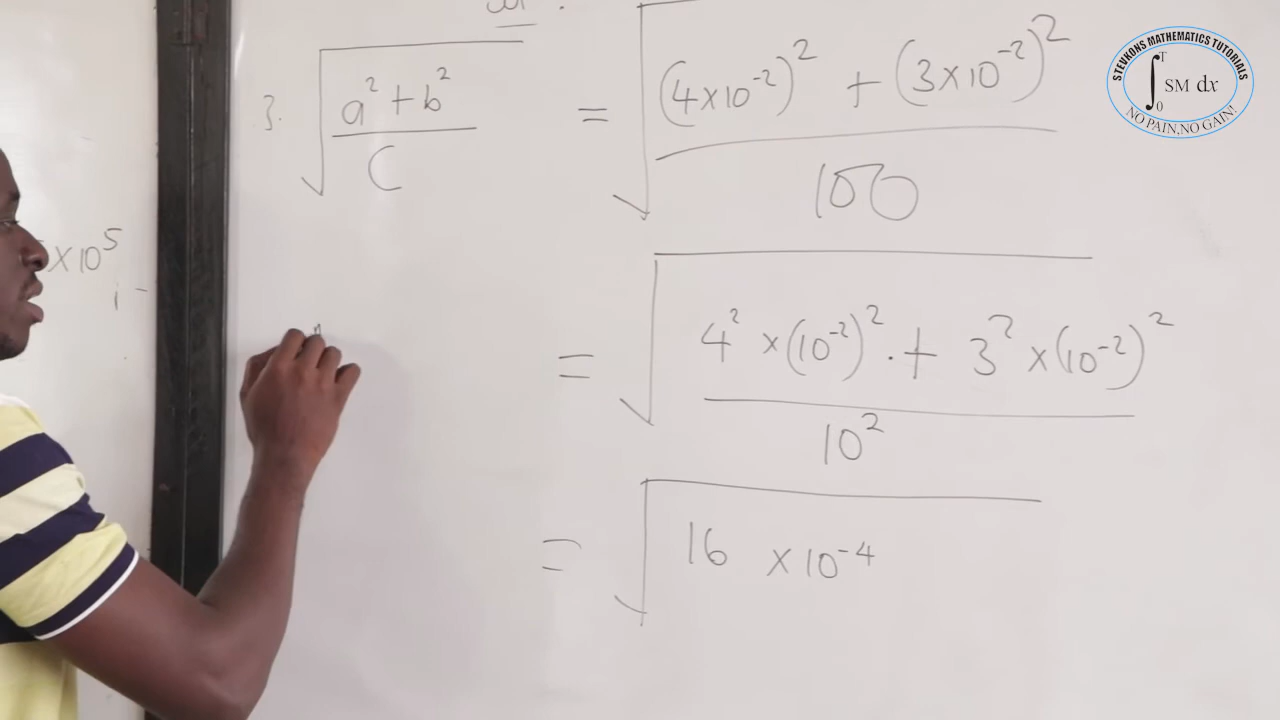 3. √((a² + b²) / C) = √(((4×10⁻²)² + (3×10⁻²)²) / 100)
= √((4² ×(10⁻²)² . + 3² ×(10⁻²)²) / 10²)
= √(16 ×10⁻⁴
×10⁵
STEVKONS MATHEMATICS TUTORIALS
∫₀ᵀ SM dx
NO PAIN, NO GAIN!